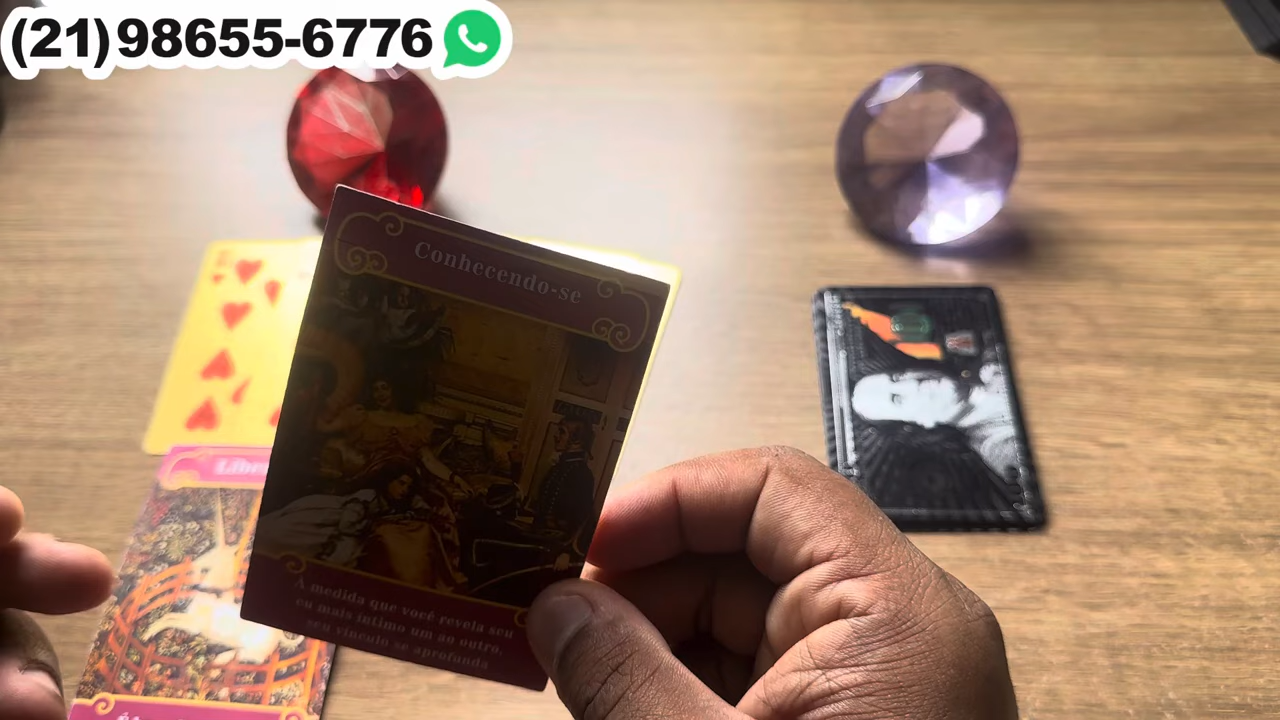 (21)98655-6776
Conhecendo-se
À medida que você revela seu
eu mais íntimo um ao outro,
seu vínculo se aprofunda